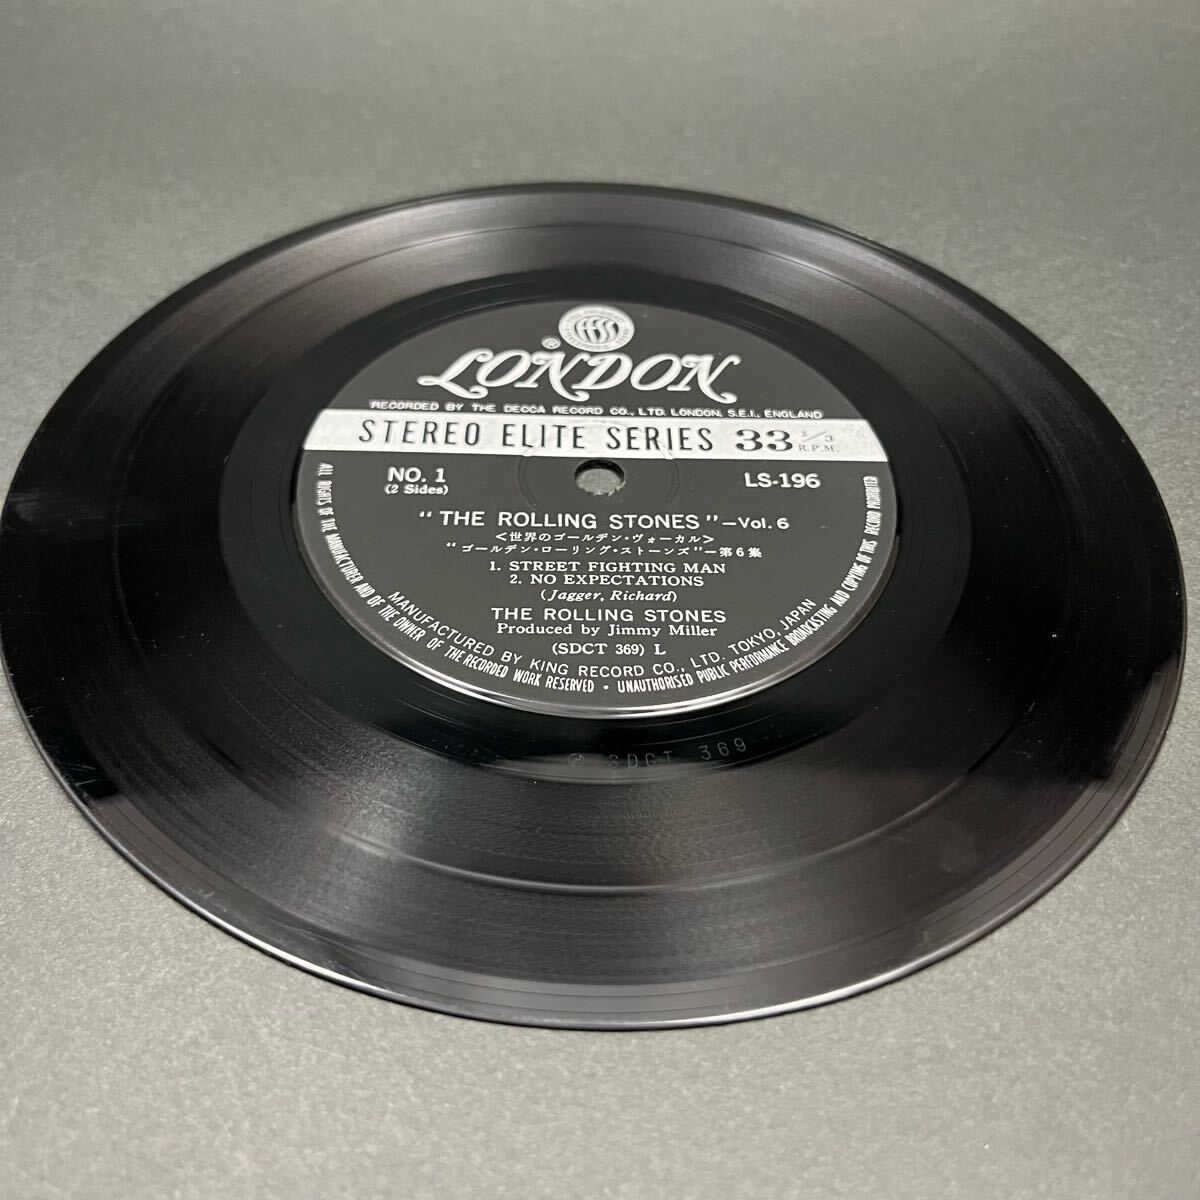 LONDON
®
RECORDED BY THE DECCA RECORD CO., LTD. LONDON, S.E.I., ENGLAND
STEREO ELITE SERIES 33 1/3 R.P.M.
NO. 1
(2 Sides)
LS-196
"THE ROLLING STONES"—Vol. 6
<世界のゴールデン・ヴォーカル>
"ゴールデン・ローリング・ストーンズ"—第6集
1. STREET FIGHTING MAN
2. NO EXPECTATIONS
(Jagger, Richard)
THE ROLLING STONES
Produced by Jimmy Miller
(SDCT 369) L
MANUFACTURED BY KING RECORD CO., LTD. TOKYO, JAPAN
ALL RIGHTS OF THE MANUFACTURER AND OF THE OWNER OF THE RECORDED WORK RESERVED • UNAUTHORISED PUBLIC PERFORMANCE BROADCASTING AND COPYING OF THIS RECORD PROHIBITED
SDCT 369